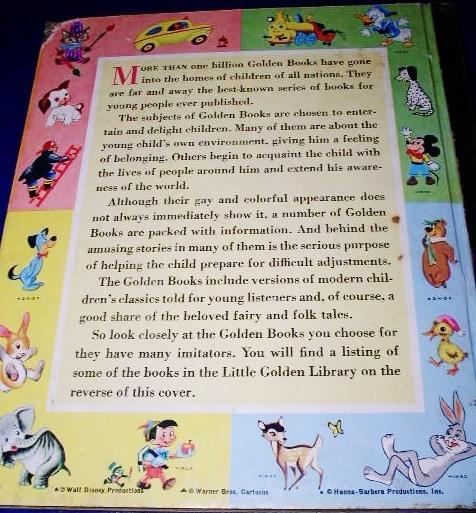 MORE THAN one billion Golden Books have gone
into the homes of children of all nations. They
are far and away the best-known series of books for
young people ever published.
The subjects of Golden Books are chosen to enter-
tain and delight children. Many of them are about the
young child's own environment, giving him a feeling
of belonging. Others begin to acquaint the child with
the lives of people around him and extend his aware-
ness of the world.
Although their gay and colorful appearance does
not always immediately show it, a number of Golden
Books are packed with information. And behind the
amusing stories in many of them is the serious purpose
of helping the child prepare for difficult adjustments.
The Golden Books include versions of modern chil-
dren's classics told for young listeners and, of course, a
good share of the beloved fairy and folk tales.
So look closely at the Golden Books you choose for
they have many imitators. You will find a listing of
some of the books in the Little Golden Library on the
reverse of this cover.
© Walt Disney Productions
© Warner Bros. Cartoons
© Hanna-Barbera Productions, Inc.